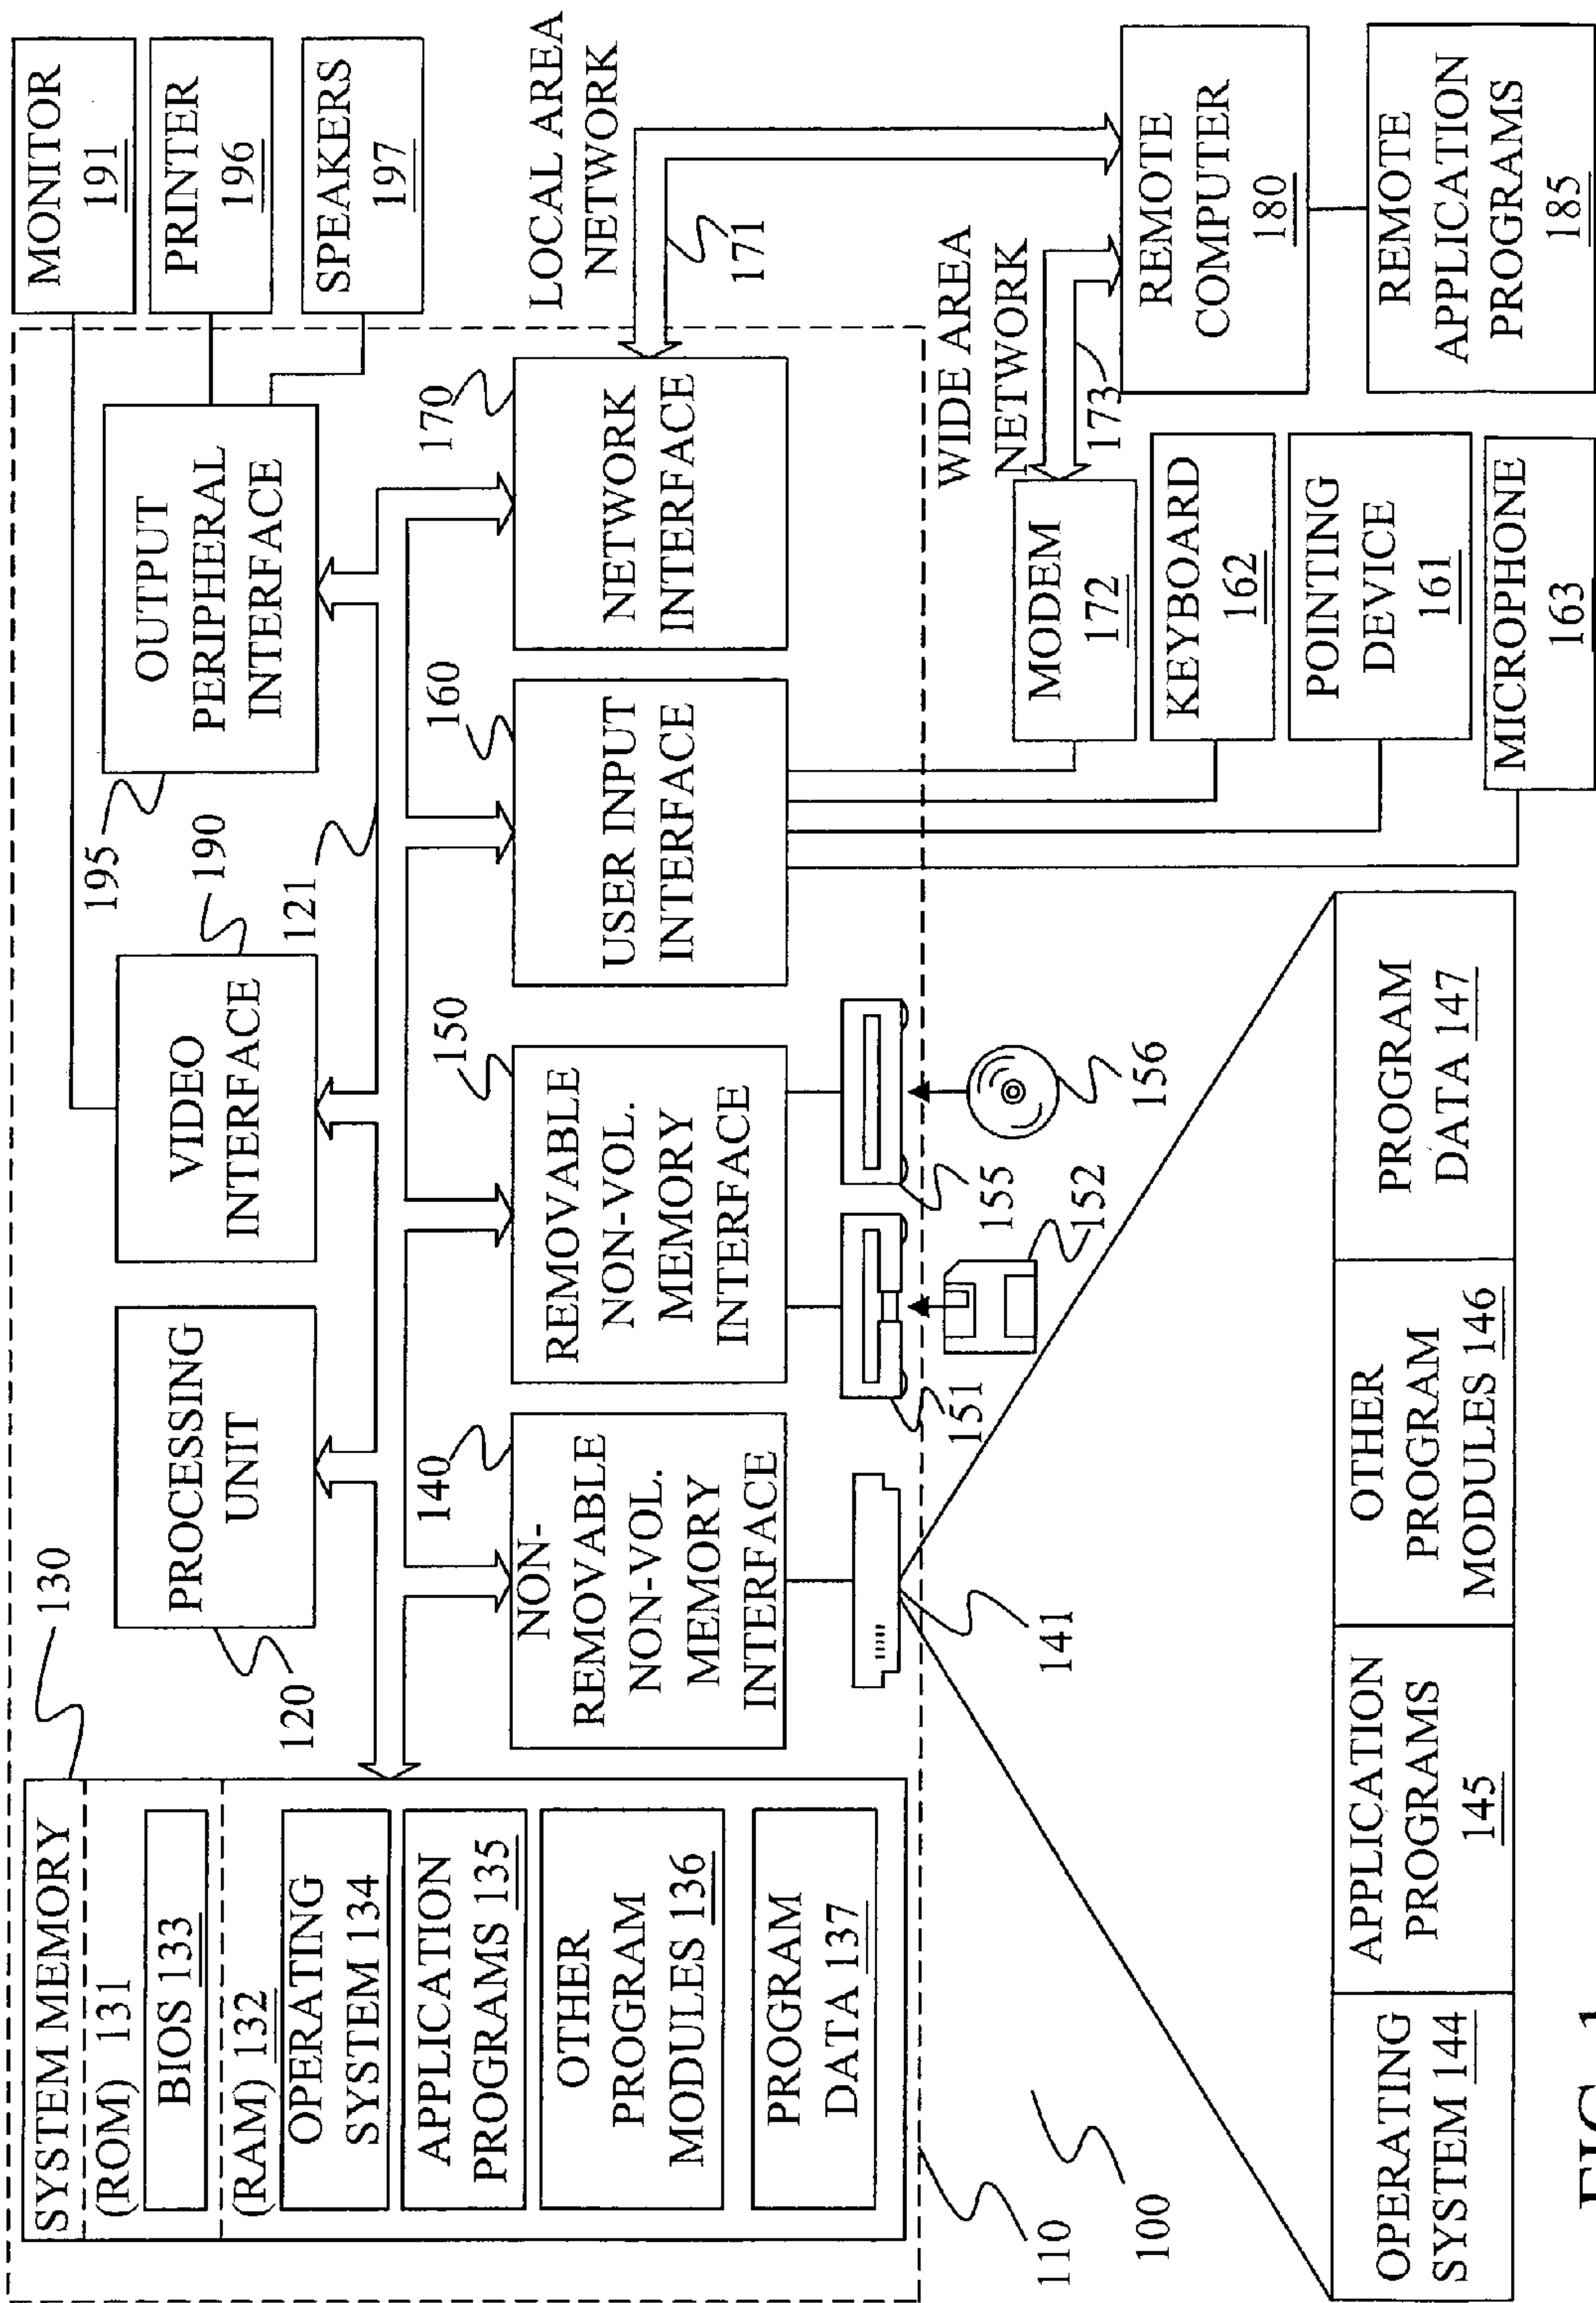 SYSTEM MEMORY
(ROM) 131
BIOS 133
(RAM) 132
OPERATING
SYSTEM 134
APPLICATION
PROGRAMS 135
OTHER
PROGRAM
MODULES 136
PROGRAM
DATA 137
130
PROCESSING
UNIT
120
VIDEO
INTERFACE
190
121
OUTPUT
PERIPHERAL
INTERFACE
195
MONITOR
191
PRINTER
196
SPEAKERS
197
NON-
REMOVABLE
NON-VOL.
MEMORY
INTERFACE
140
REMOVABLE
NON-VOL.
MEMORY
INTERFACE
150
USER INPUT
INTERFACE
160
NETWORK
INTERFACE
170
LOCAL AREA
NETWORK
171
141
151
152
155
156
WIDE AREA
NETWORK
173
MODEM
172
KEYBOARD
162
POINTING
DEVICE
161
MICROPHONE
163
REMOTE
COMPUTER
180
REMOTE
APPLICATION
PROGRAMS
185
110
100
OPERATING
SYSTEM 144
APPLICATION
PROGRAMS
145
OTHER
PROGRAM
MODULES 146
PROGRAM
DATA 147
FIG. 1